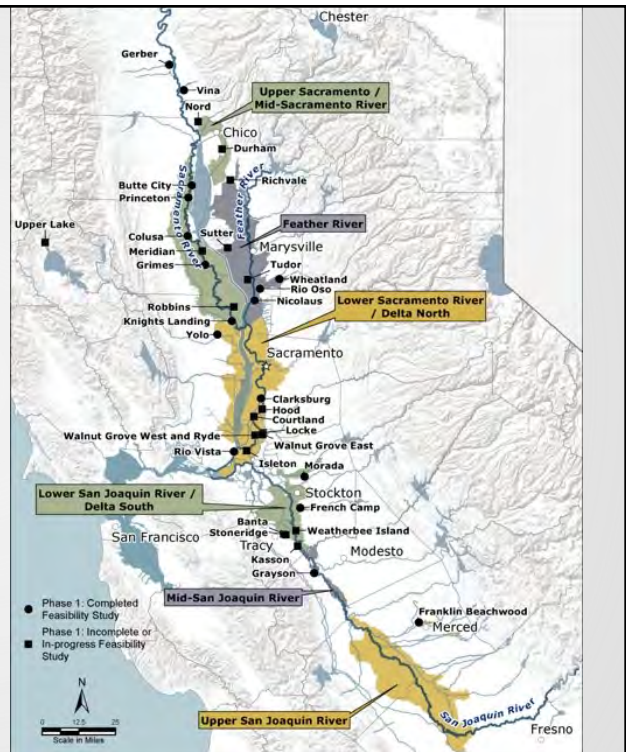 Chester
Gerber
Vina
Nord
Upper Sacramento /
Mid-Sacramento River
Chico
Durham
Sacramento River
Feather River
Richvale
Butte City
Princeton
Upper Lake
Sutter
Feather River
Colusa
Marysville
Meridian
Grimes
Tudor
Wheatland
Rio Oso
Nicolaus
Robbins
Lower Sacramento River
/ Delta North
Knights Landing
Yolo
Sacramento
Clarksburg
Hood
Courtland
Locke
Walnut Grove West and Ryde
Walnut Grove East
Rio Vista
Isleton
Morada
Lower San Joaquin River /
Delta South
Stockton
French Camp
Banta
Stoneridge
Weatherbee Island
San Francisco
Tracy
Modesto
Kasson
Grayson
Mid-San Joaquin River
Franklin Beachwood
Merced
Phase 1: Completed
Feasibility Study
Phase 1: Incomplete or
In-progress Feasibility
Study
N
0 12.5 25
Scale in Miles
Upper San Joaquin River
San Joaquin River
Fresno